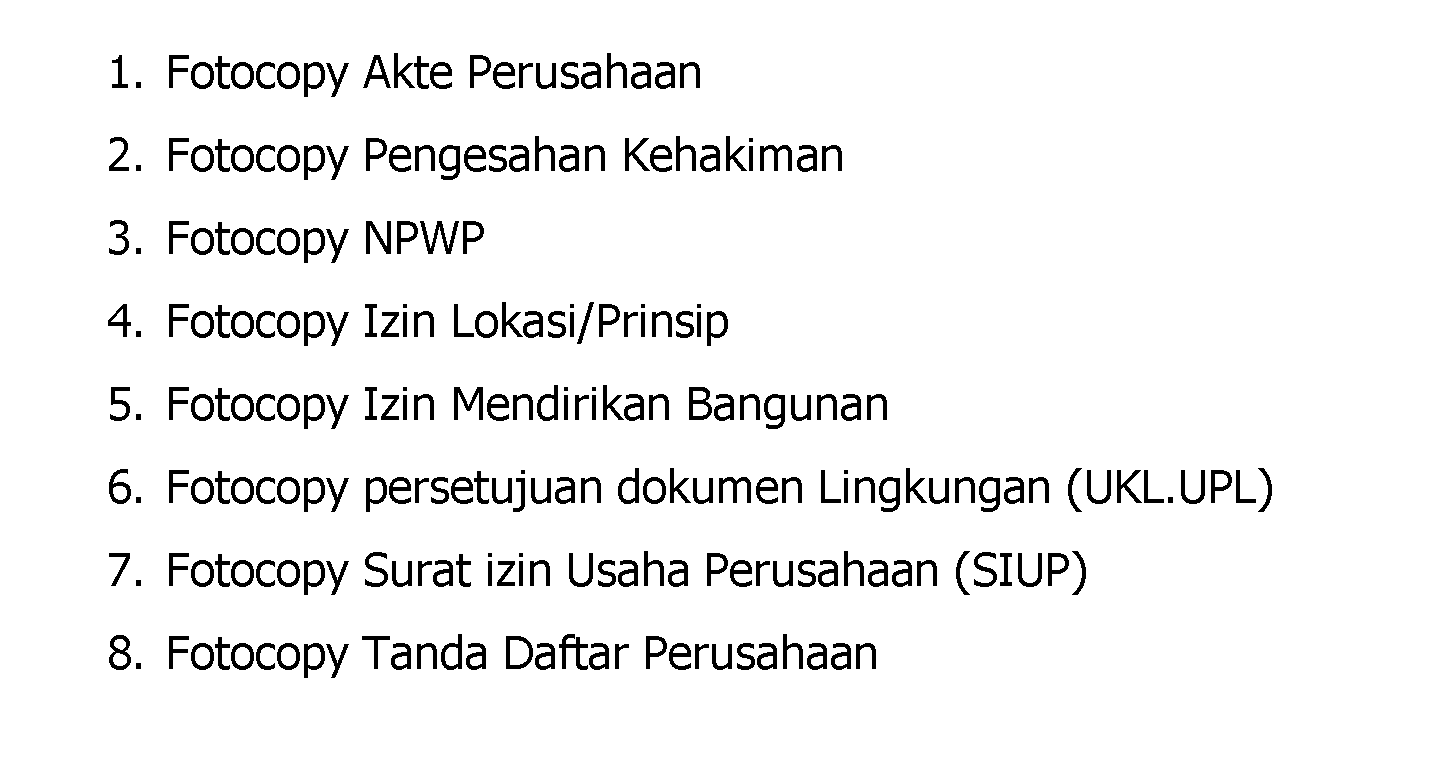 1. Fotocopy Akte Perusahaan
2. Fotocopy Pengesahan Kehakiman
3. Fotocopy NPWP
4. Fotocopy Izin Lokasi/Prinsip
5. Fotocopy Izin Mendirikan Bangunan
6. Fotocopy persetujuan dokumen Lingkungan (UKL.UPL)
7. Fotocopy Surat izin Usaha Perusahaan (SIUP)
8. Fotocopy Tanda Daftar Perusahaan